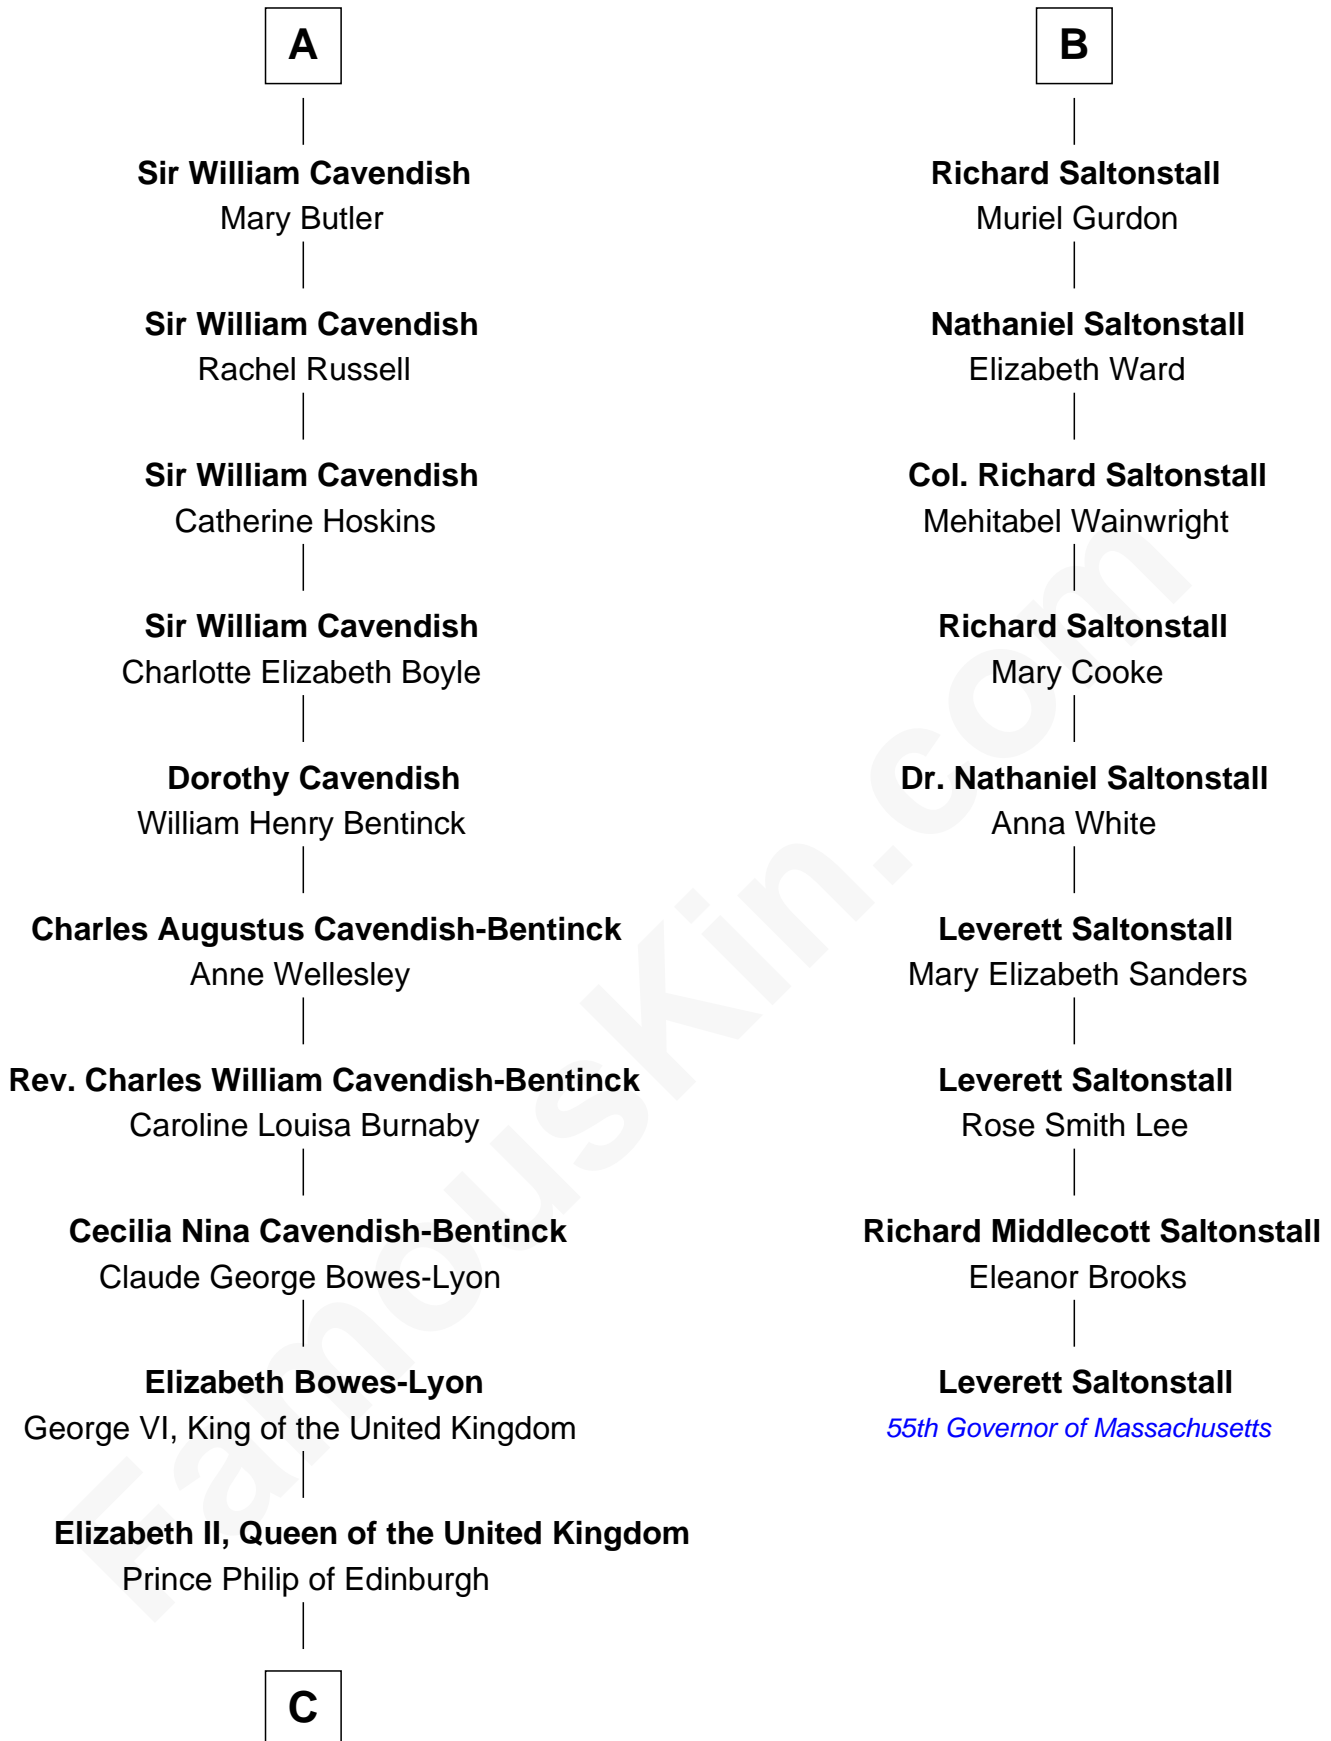 A
Sir William Cavendish
Mary Butler
Sir William Cavendish
Rachel Russell
Sir William Cavendish
Catherine Hoskins
Sir William Cavendish
Charlotte Elizabeth Boyle
Dorothy Cavendish
William Henry Bentinck
Charles Augustus Cavendish-Bentinck
Anne Wellesley
Rev. Charles William Cavendish-Bentinck
Caroline Louisa Burnaby
Cecilia Nina Cavendish-Bentinck
Claude George Bowes-Lyon
Elizabeth Bowes-Lyon
George VI, King of the United Kingdom
Elizabeth II, Queen of the United Kingdom
Prince Philip of Edinburgh
C
B
Richard Saltonstall
Muriel Gurdon
Nathaniel Saltonstall
Elizabeth Ward
Col. Richard Saltonstall
Mehitabel Wainwright
Richard Saltonstall
Mary Cooke
Dr. Nathaniel Saltonstall
Anna White
Leverett Saltonstall
Mary Elizabeth Sanders
Leverett Saltonstall
Rose Smith Lee
Richard Middlecott Saltonstall
Eleanor Brooks
Leverett Saltonstall
55th Governor of Massachusetts
FamousKin.com